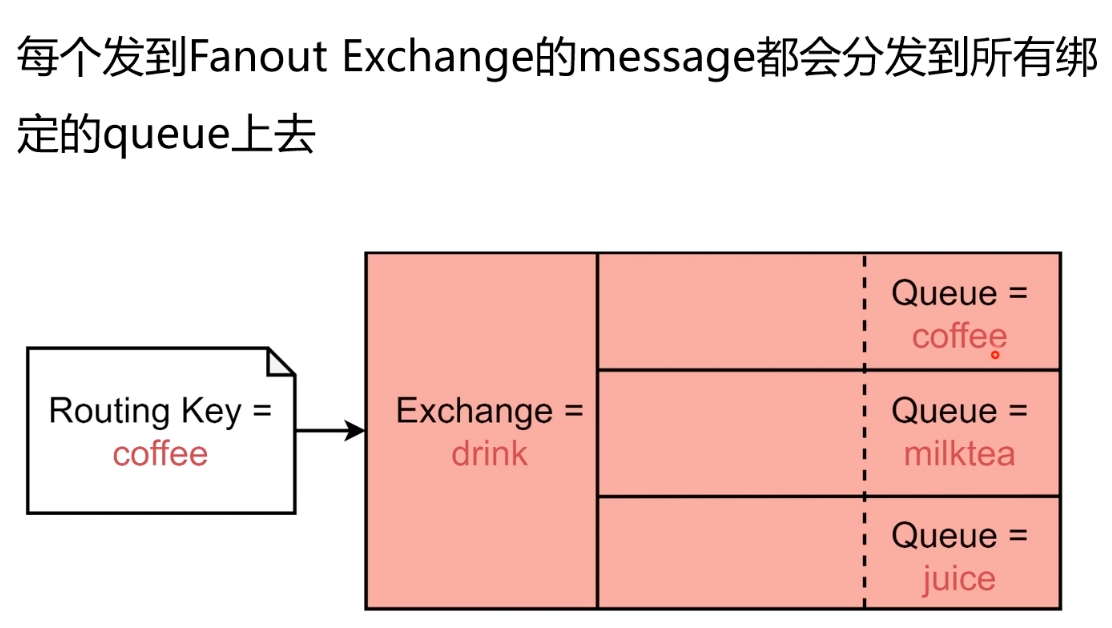 每个发到Fanout Exchange的message都会分发到所有绑
定的queue上去
Routing Key =
coffee
Exchange =
drink
Queue =
coffee
Queue =
milktea
Queue =
juice